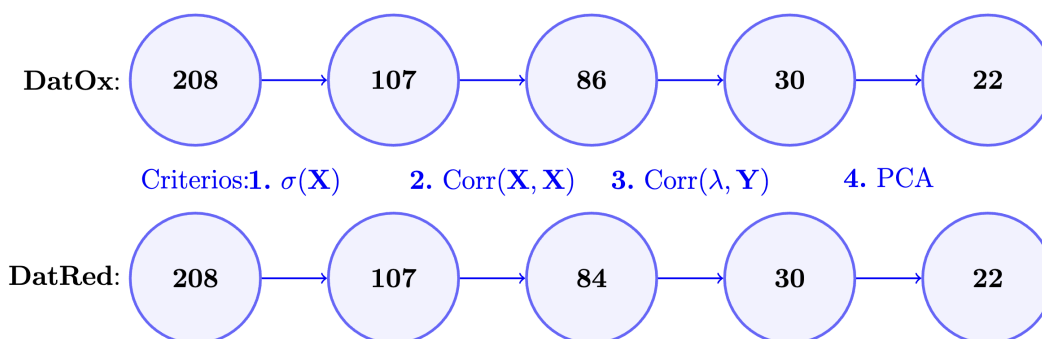 DatOx: 208 107 86 30 22
Criterios:1. σ(X) 2. Corr(X, X) 3. Corr(λ, Y) 4. PCA
DatRed: 208 107 84 30 22